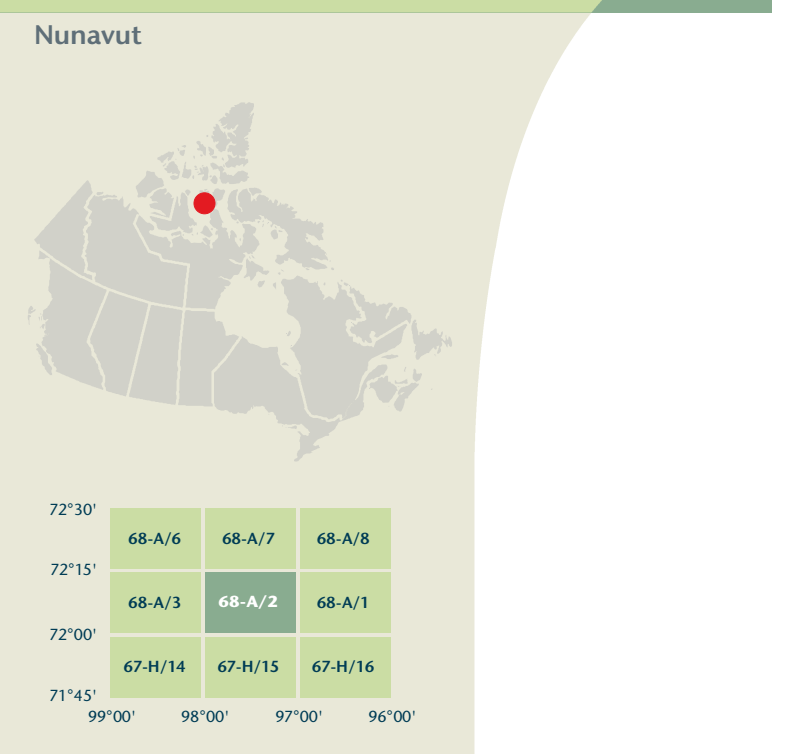 Nunavut
72°30'
68-A/6 68-A/7 68-A/8
72°15'
68-A/3 68-A/2 68-A/1
72°00'
67-H/14 67-H/15 67-H/16
71°45'
99°00' 98°00' 97°00' 96°00'